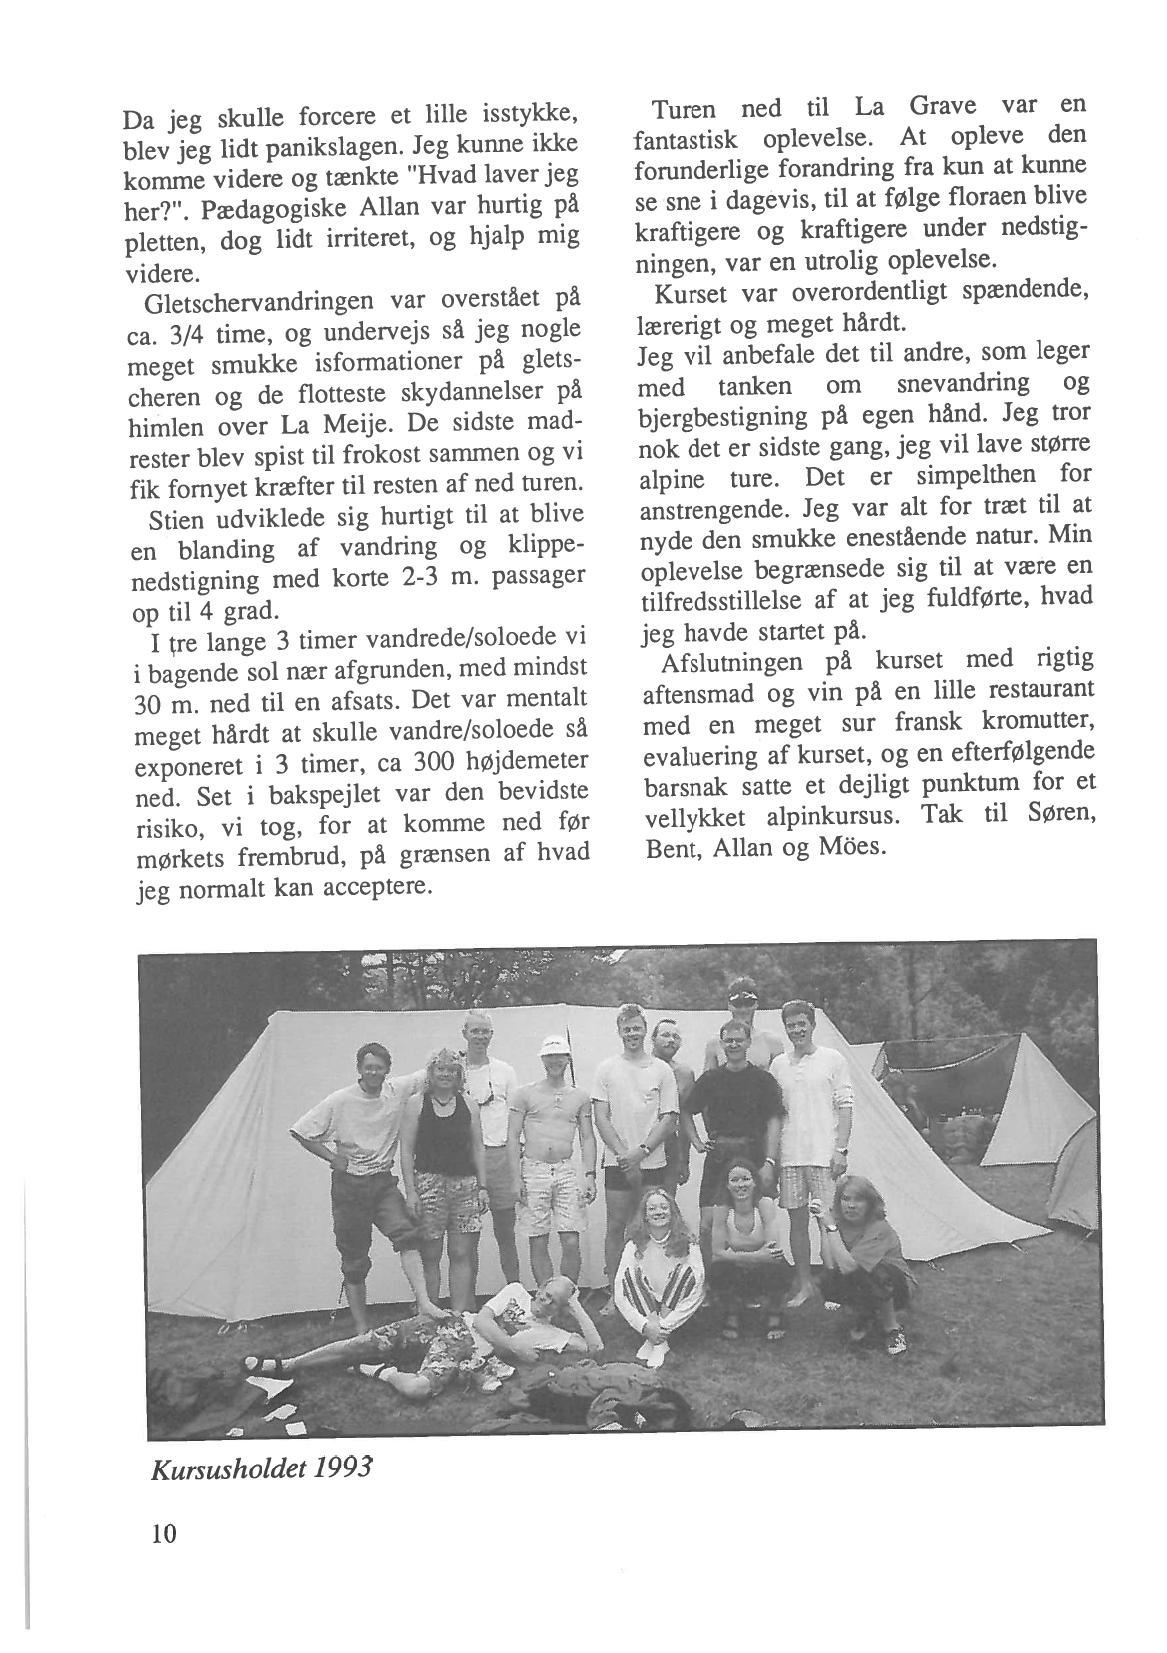 Da jeg skulle forcere et lille isstykke,
blev jeg lidt panikslagen. Jeg kunne ikke
komme videre og tænkte "Hvad laver jeg
her?". Pædagogiske Allan var hurtig på
pletten, dog lidt irriteret, og hjalp mig
videre.
Gletschervandringen var overstået på
ca. 3/4 time, og undervejs så jeg nogle
meget smukke isformationer på glets-
cheren og de flotteste skydannelser på
himlen over La Meije. De sidste mad-
rester blev spist til frokost sammen og vi
fik fornyet kræfter til resten af ned turen.
Stien udviklede sig hurtigt til at blive
en blanding af vandring og klippe-
nedstigning med korte 2-3 m. passager
op til 4 grad.
I tre lange 3 timer vandrede/soloede vi
i bagende sol nær afgrunden, med mindst
30 m. ned til en afsats. Det var mentalt
meget hårdt at skulle vandre/soloede så
exponeret i 3 timer, ca 300 højdemeter
ned. Set i bakspejlet var den bevidste
risiko, vi tog, for at komme ned før
mørkets frembrud, på grænsen af hvad
jeg normalt kan acceptere.
Turen ned til La Grave var en
fantastisk oplevelse. At opleve den
forunderlige forandring fra kun at kunne
se sne i dagevis, til at følge floraen blive
kraftigere og kraftigere under nedstig-
ningen, var en utrolig oplevelse.
Kurset var overordentligt spændende,
lærerigt og meget hårdt.
Jeg vil anbefale det til andre, som leger
med tanken om snevandring og
bjergbestigning på egen hånd. Jeg tror
nok det er sidste gang, jeg vil lave større
alpine ture. Det er simpelthen for
anstrengende. Jeg var alt for træt til at
nyde den smukke enestående natur. Min
oplevelse begrænsede sig til at være en
tilfredsstillelse af at jeg fuldførte, hvad
jeg havde startet på.
Afslutningen på kurset med rigtig
aftensmad og vin på en lille restaurant
med en meget sur fransk kromutter,
evaluering af kurset, og en efterfølgende
barsnak satte et dejligt punktum for et
vellykket alpinkursus. Tak til Søren,
Bent, Allan og Möes.
Kursusholdet 1993
10